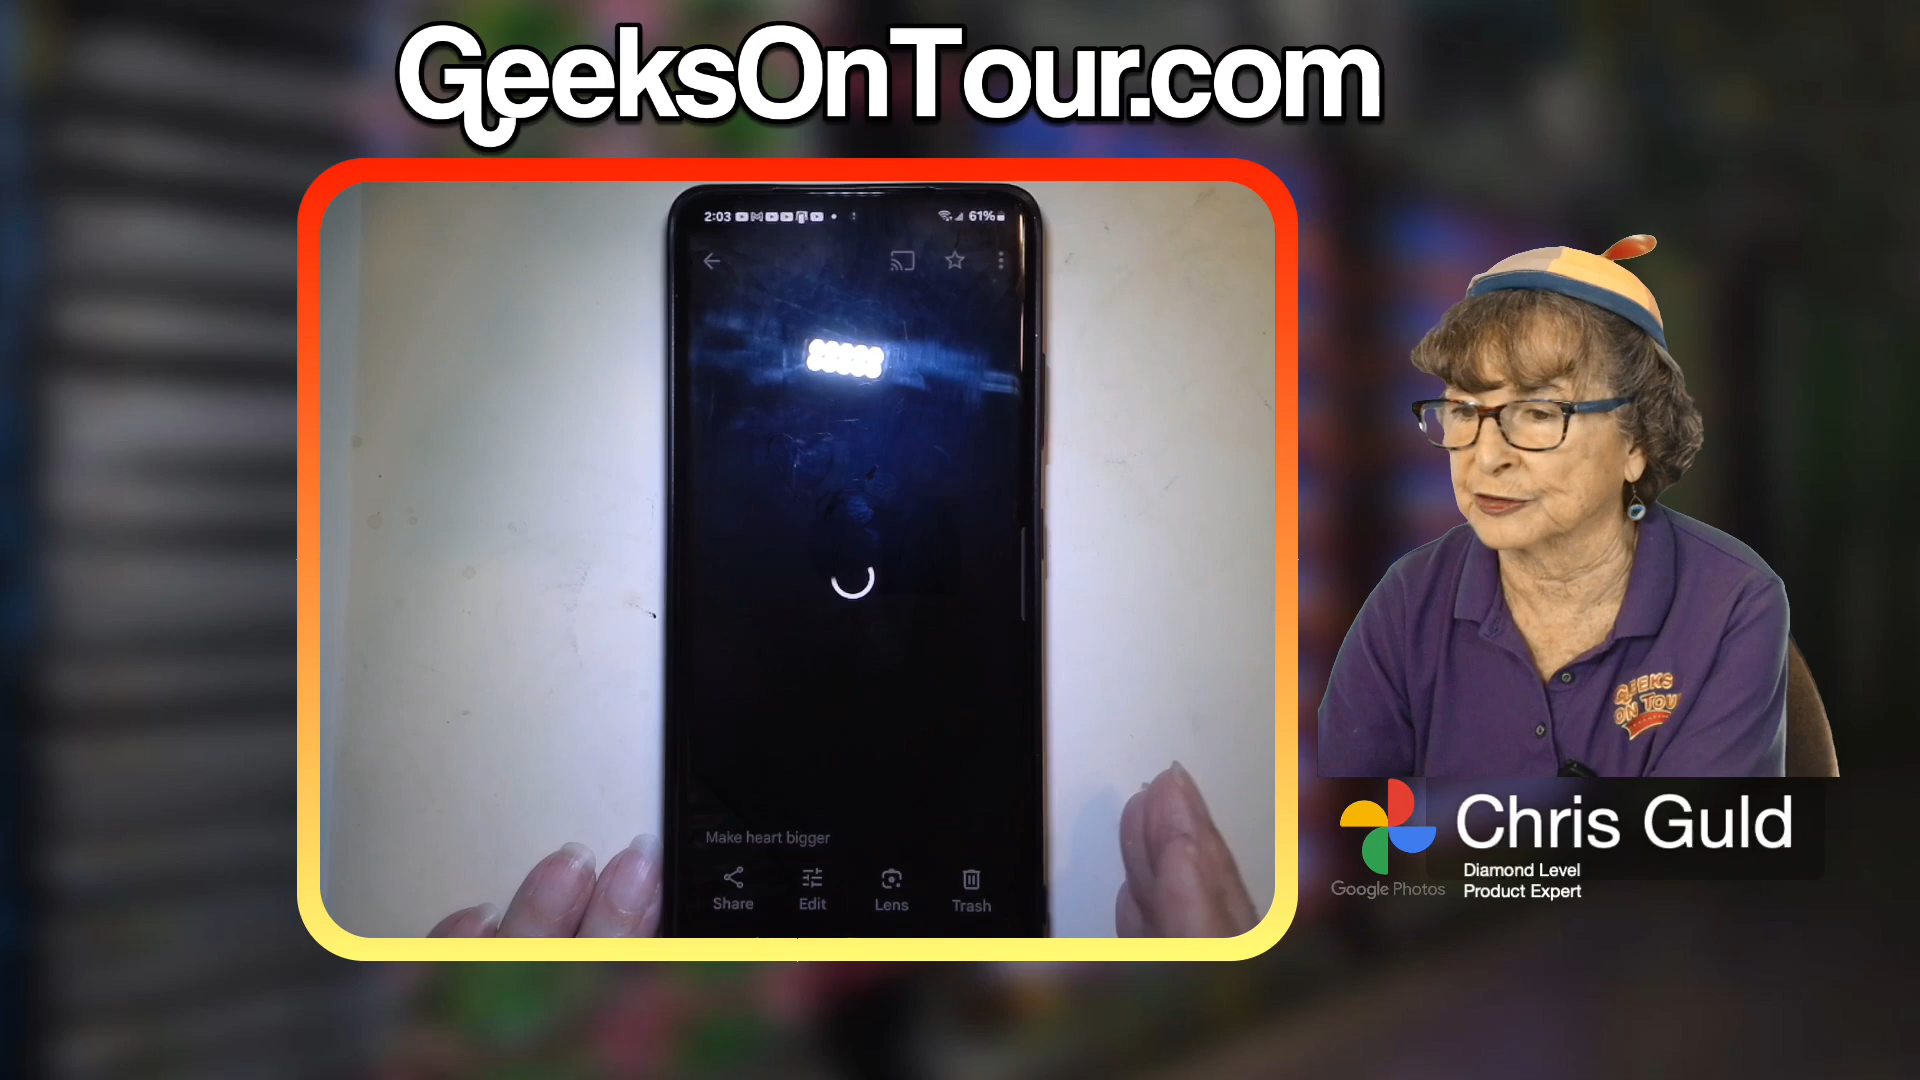 GeeksOnTour.com
2:03
61%
Make heart bigger
Share
Edit
Lens
Trash
GEEKS
ON TOU
Chris Guld
Google Photos
Diamond Level
Product Expert